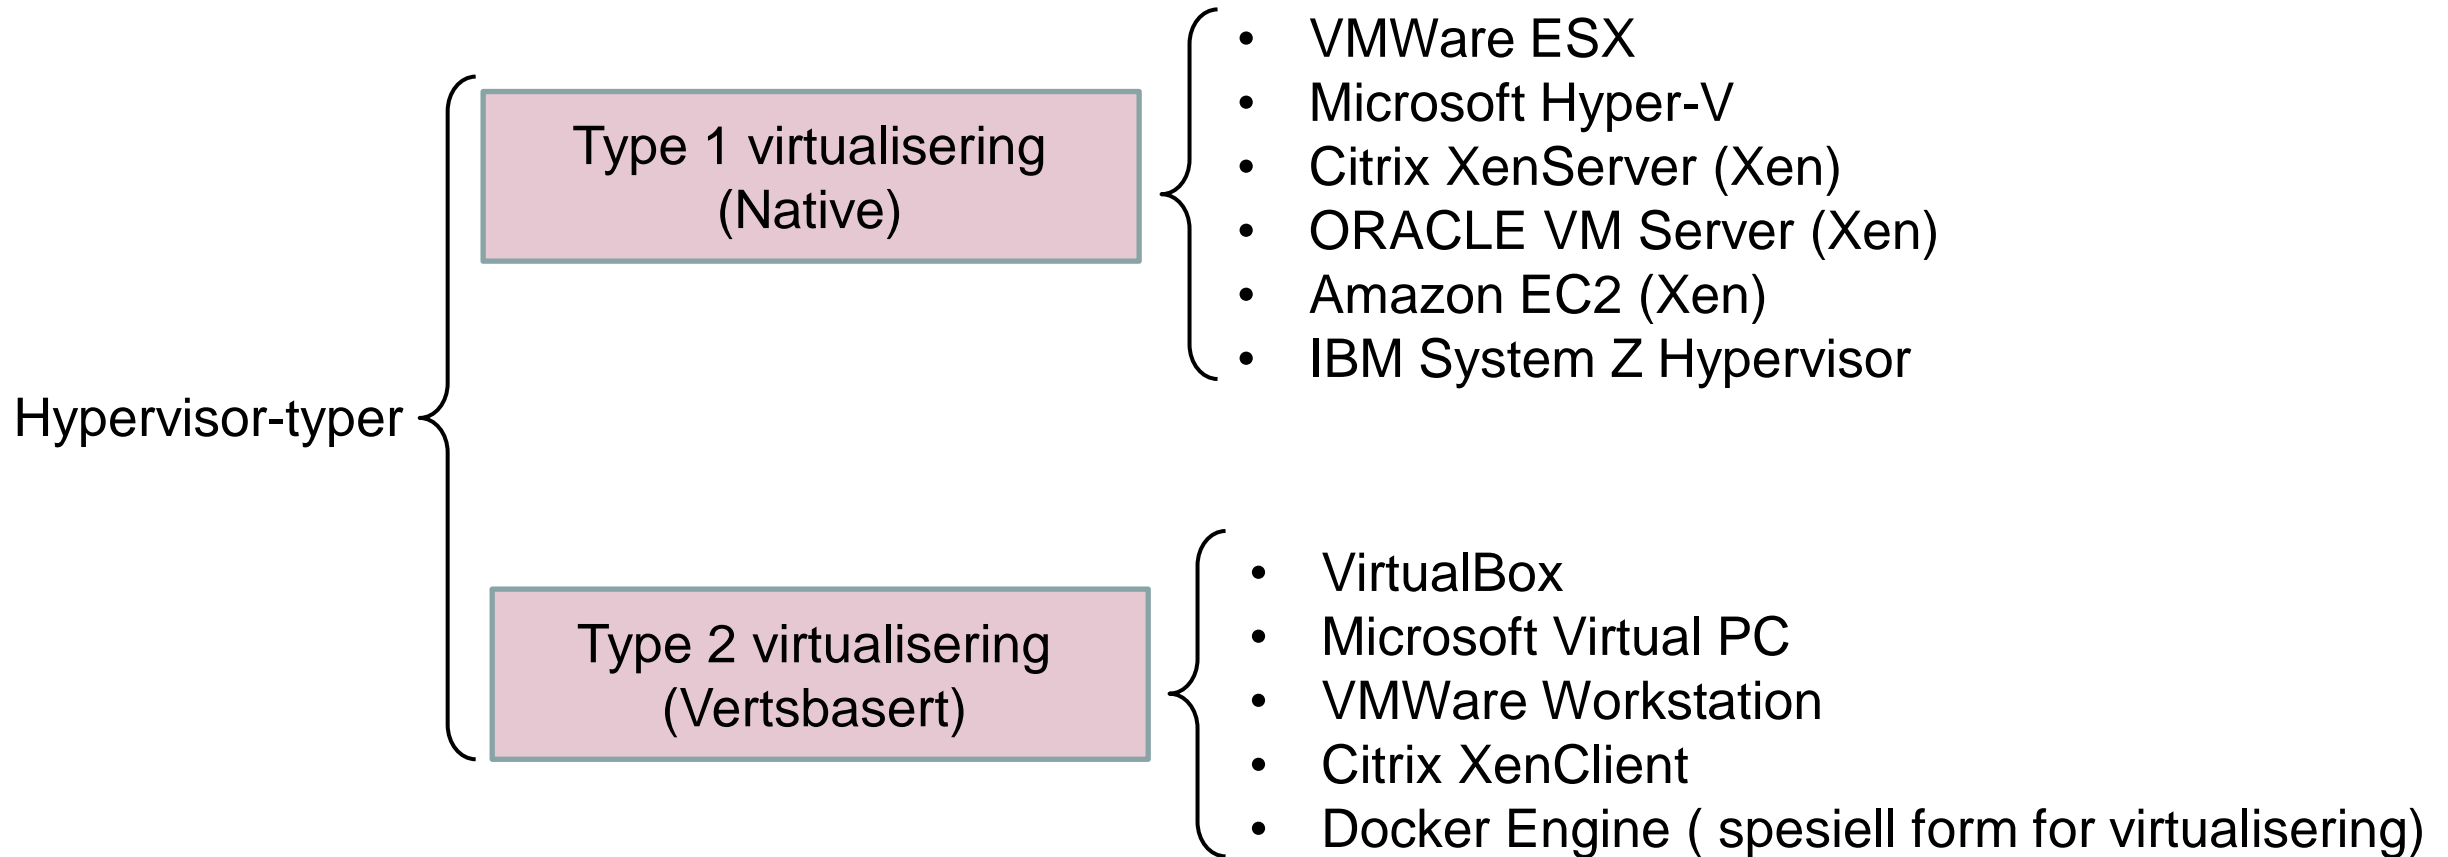 Hypervisor-typer
Type 1 virtualisering
(Native)
• VMWare ESX
• Microsoft Hyper-V
• Citrix XenServer (Xen)
• ORACLE VM Server (Xen)
• Amazon EC2 (Xen)
• IBM System Z Hypervisor
Type 2 virtualisering
(Vertsbasert)
• VirtualBox
• Microsoft Virtual PC
• VMWare Workstation
• Citrix XenClient
• Docker Engine ( spesiell form for virtualisering)